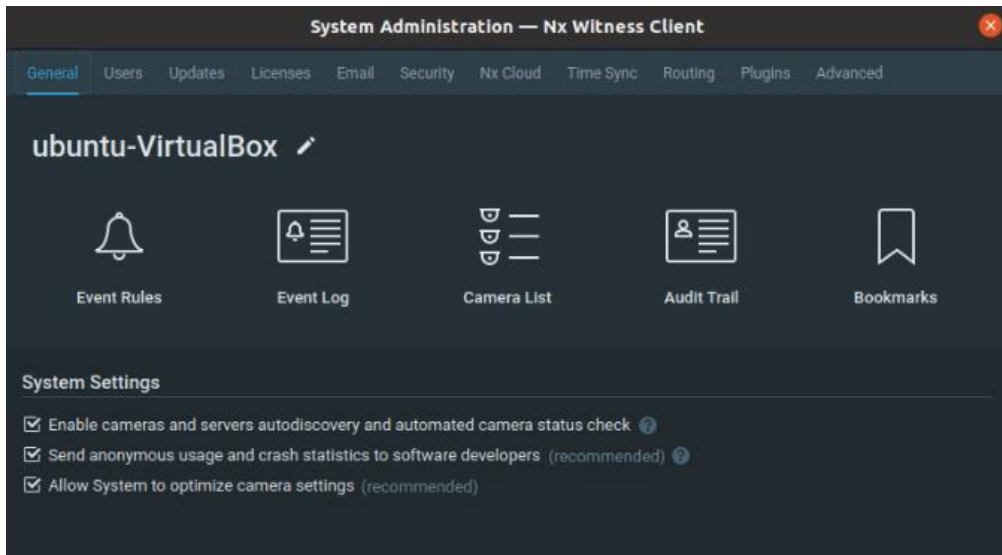 System Administration — Nx Witness Client
General Users Updates Licenses Email Security Nx Cloud Time Sync Routing Plugins Advanced
ubuntu-VirtualBox
Event Rules Event Log Camera List Audit Trail Bookmarks
System Settings
Enable cameras and servers autodiscovery and automated camera status check ?
Send anonymous usage and crash statistics to software developers (recommended) ?
Allow System to optimize camera settings (recommended)